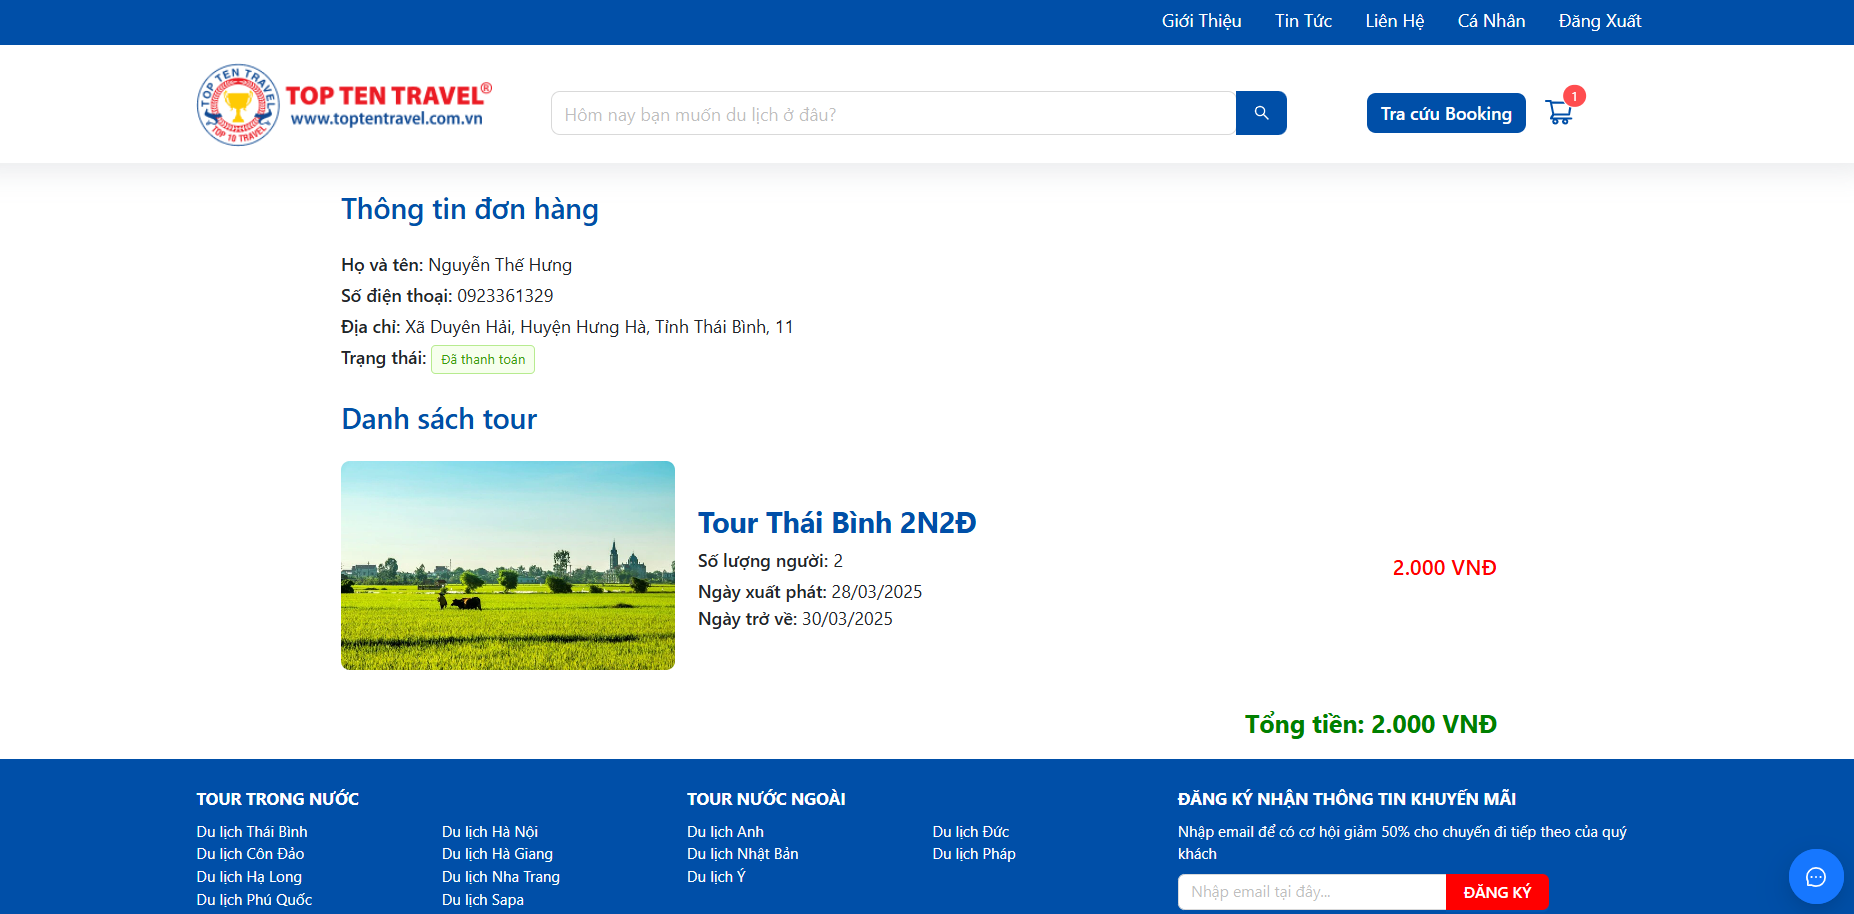 Giới Thiệu Tin Tức Liên Hệ Cá Nhân Đăng Xuất
TOP TEN TRAVEL
TOP 10 TRAVEL
TOP TEN TRAVEL®
www.toptentravel.com.vn
Hôm nay bạn muốn du lịch ở đâu?
Tra cứu Booking
1
Thông tin đơn hàng
Họ và tên: Nguyễn Thế Hưng
Số điện thoại: 0923361329
Địa chỉ: Xã Duyên Hải, Huyện Hưng Hà, Tỉnh Thái Bình, 11
Trạng thái: Đã thanh toán
Danh sách tour
Tour Thái Bình 2N2Đ
Số lượng người: 2
Ngày xuất phát: 28/03/2025
Ngày trở về: 30/03/2025
2.000 VNĐ
Tổng tiền: 2.000 VNĐ
TOUR TRONG NƯỚC
Du lịch Thái Bình
Du lịch Côn Đảo
Du lịch Hạ Long
Du lịch Phú Quốc
Du lịch Hà Nội
Du lịch Hà Giang
Du lịch Nha Trang
Du lịch Sapa
TOUR NƯỚC NGOÀI
Du lịch Anh
Du lịch Nhật Bản
Du lịch Ý
Du lịch Đức
Du lịch Pháp
ĐĂNG KÝ NHẬN THÔNG TIN KHUYẾN MÃI
Nhập email để có cơ hội giảm 50% cho chuyến đi tiếp theo của quý
khách
Nhập email tại đây...
ĐĂNG KÝ